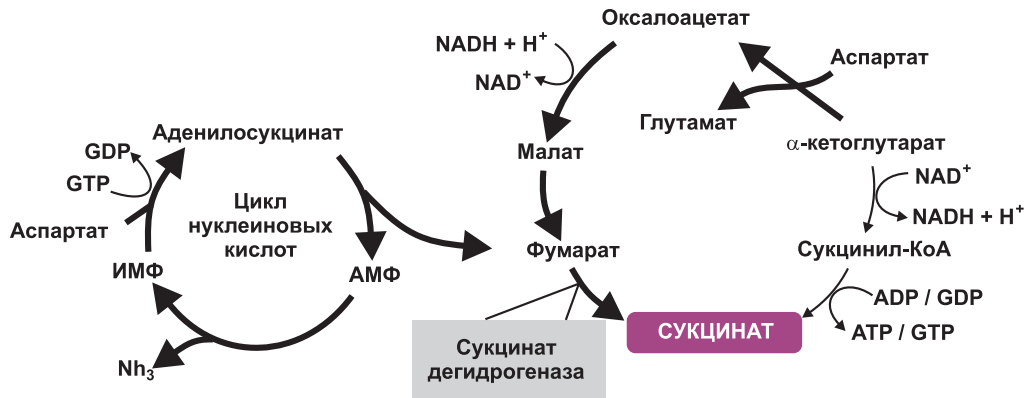 Оксалоацетат
NADH + H⁺
NAD⁺
Аспартат
Глутамат
Малат
α-кетоглутарат
Аденилосукцинат
GDP
GTP
Цикл
нуклеиновых
кислот
Аспартат
ИМФ
АМФ
Nh₃
NAD⁺
NADH + H⁺
Фумарат
Сукцинил-КоА
ADP / GDP
ATP / GTP
СУКЦИНАТ
Сукцинат
дегидрогеназа